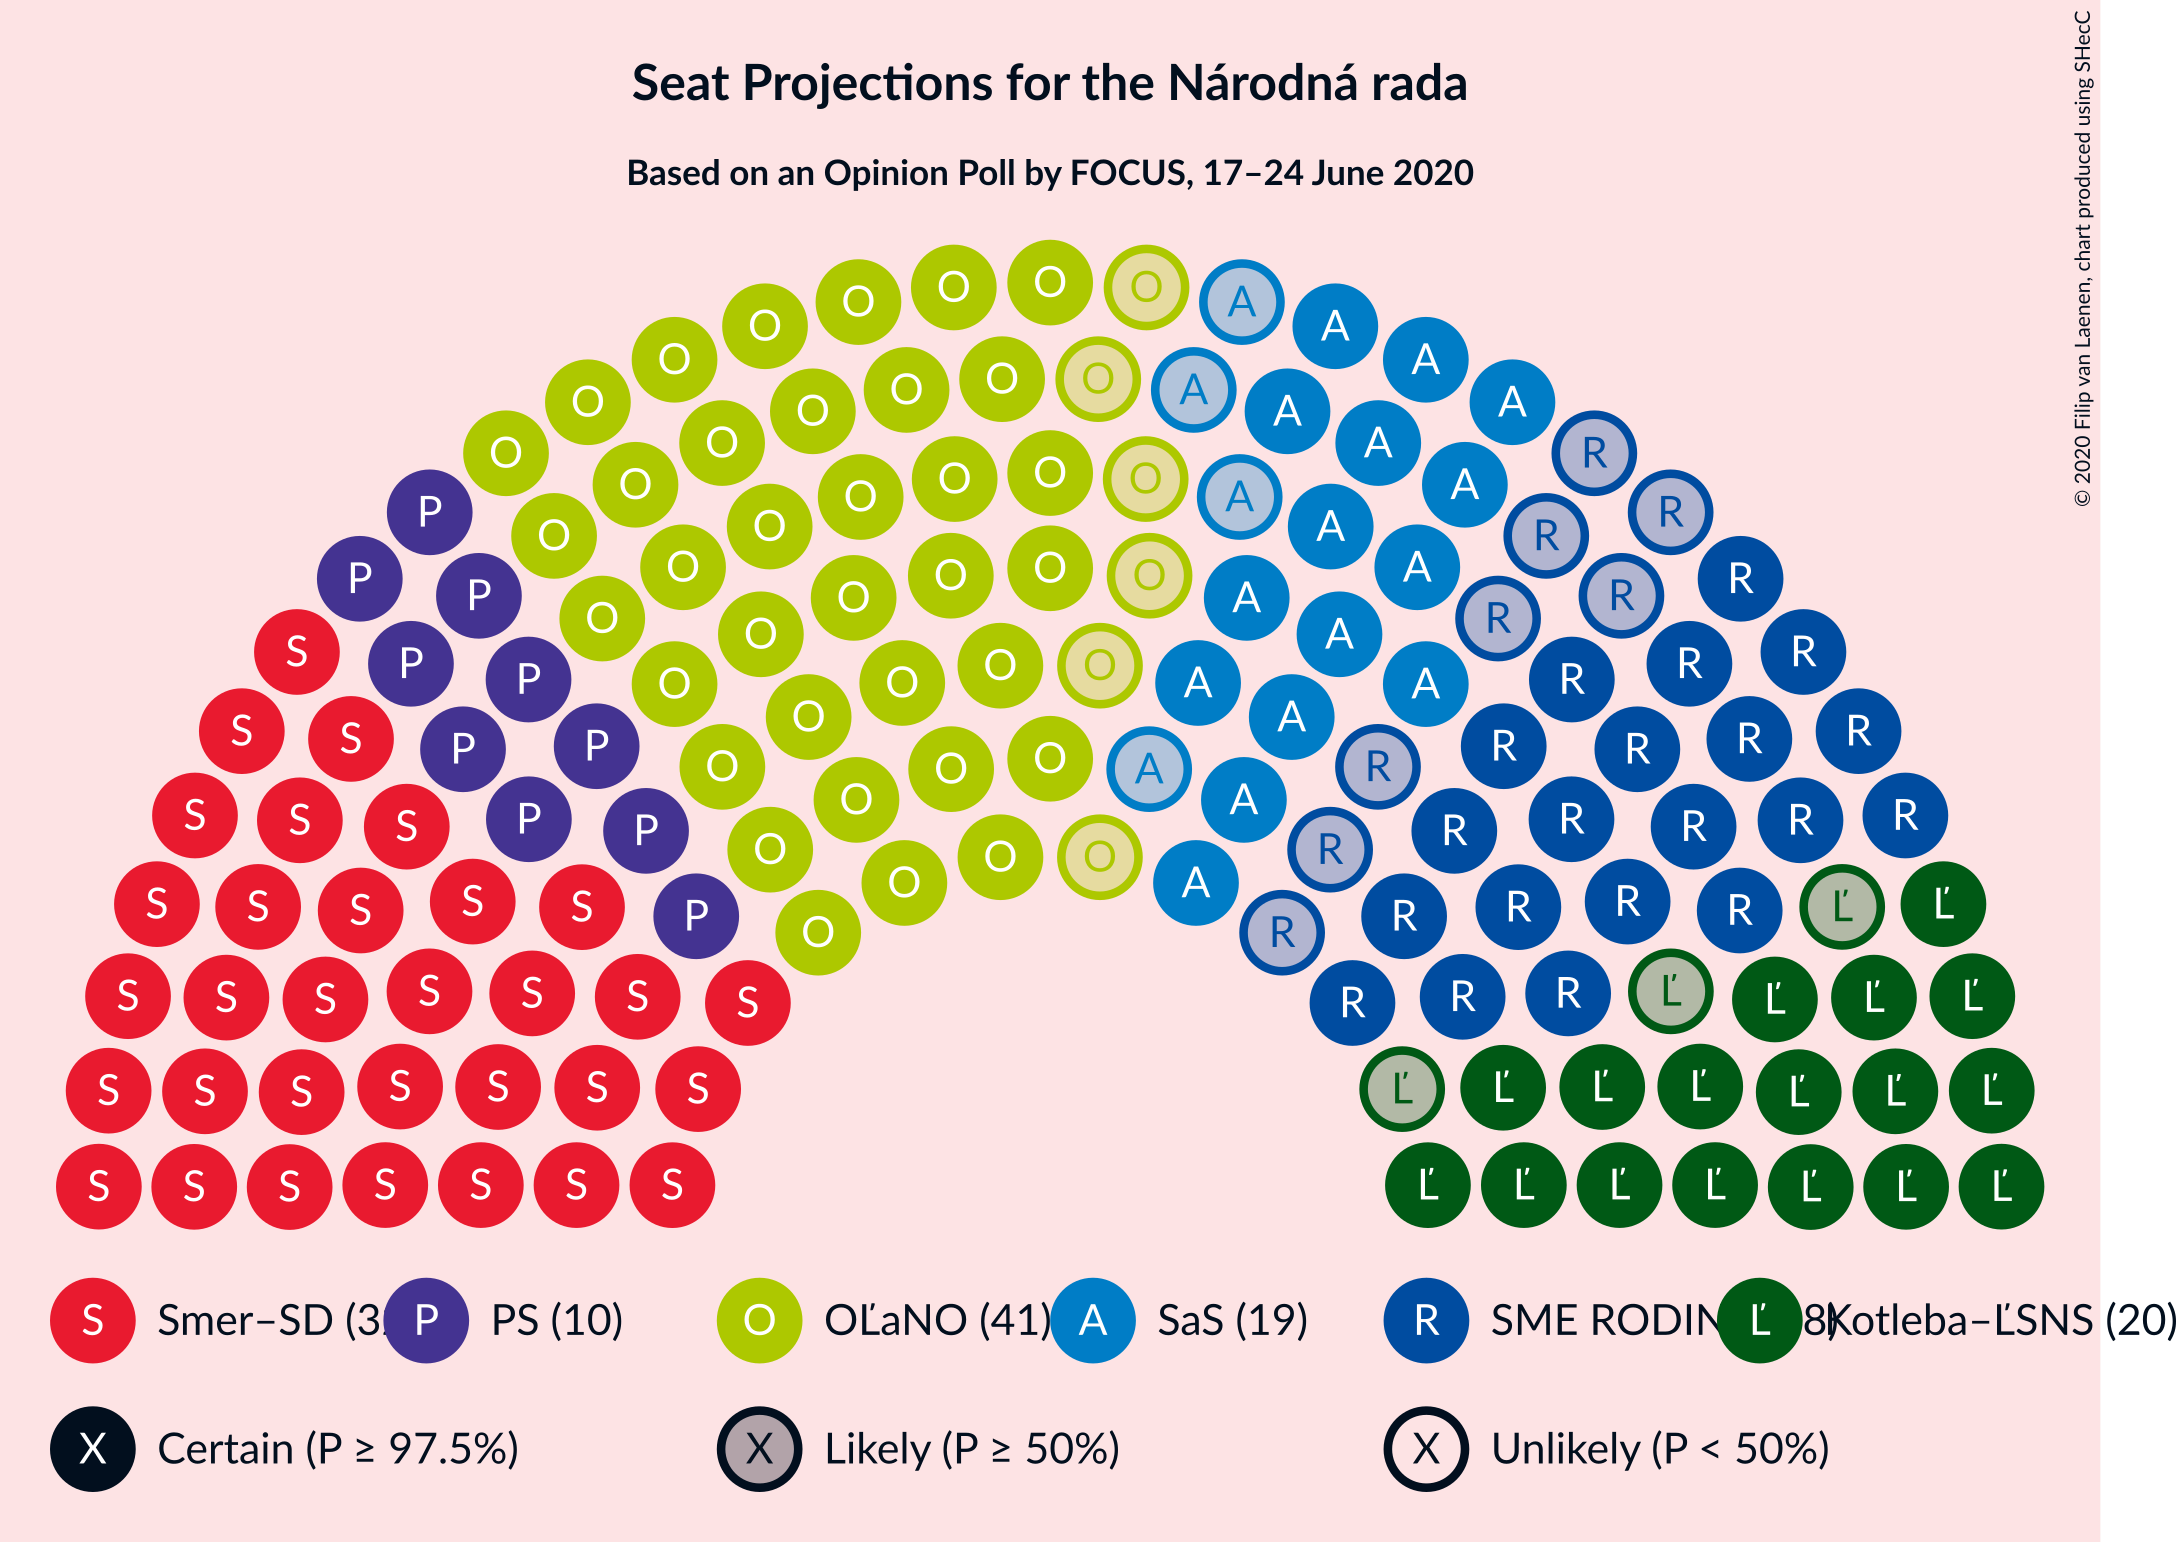 Seat Projections for the Národná rada
Based on an Opinion Poll by FOCUS, 17–24 June 2020
© 2020 Filip van Laenen, chart produced using SHecC
O O O O A
O O A A
O O O O A A
O O O A A
O O O O O A A
O O A R
P O O O A A R
O O A R
P O O O O A R R
P O O O O A R R
S P O O A R R
P P O O O A A R R
S S P P O O A R R R R
S S S P P O O O A R R R R R
S S S S S P O O O A R R R R Ľ Ľ
S S S S S S S O R R R R Ľ Ľ Ľ Ľ
S S S S S S S Ľ Ľ Ľ Ľ Ľ Ľ Ľ
S S S S S S S Ľ Ľ Ľ Ľ Ľ Ľ Ľ
S Smer–SD P PS (10) O OĽaNO (41) A SaS (19) R SME Ľ Kotleba–ĽSNS (20)
X Certain (P ≥ 97.5%) X Likely (P ≥ 50%) X Unlikely (P < 50%)